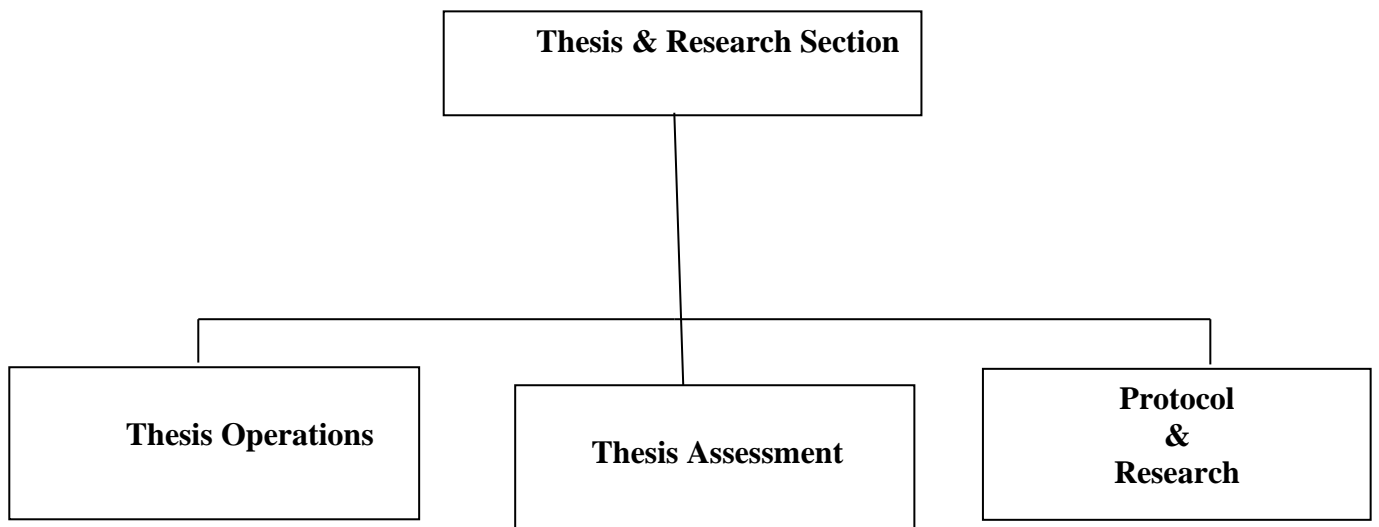 Thesis & Research Section
Thesis Operations
Thesis Assessment
Protocol
&
Research